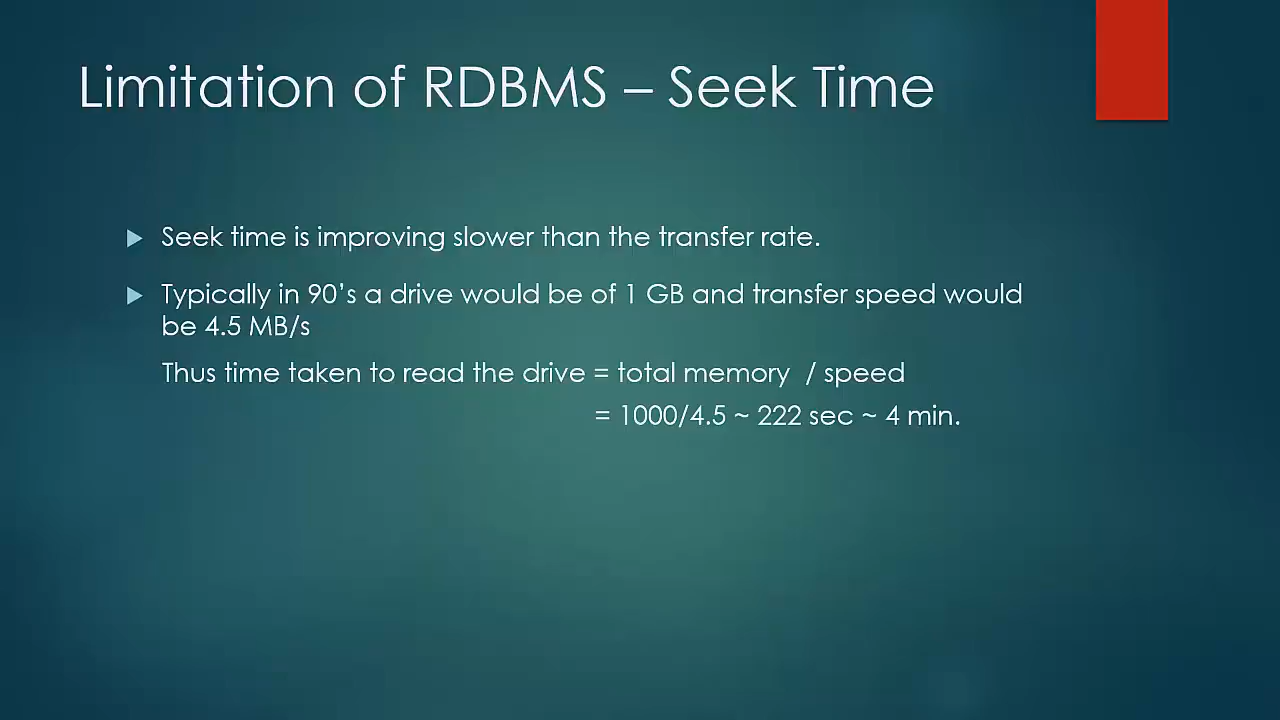 Limitation of RDBMS – Seek Time
Seek time is improving slower than the transfer rate.
Typically in 90’s a drive would be of 1 GB and transfer speed would
be 4.5 MB/s
Thus time taken to read the drive = total memory / speed
= 1000/4.5 ~ 222 sec ~ 4 min.